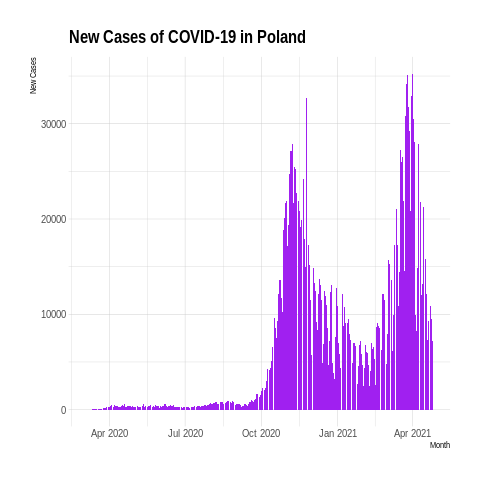 New Cases of COVID-19 in Poland
New Cases
30000
20000
10000
0
Apr 2020 Jul 2020 Oct 2020 Jan 2021 Apr 2021
Month